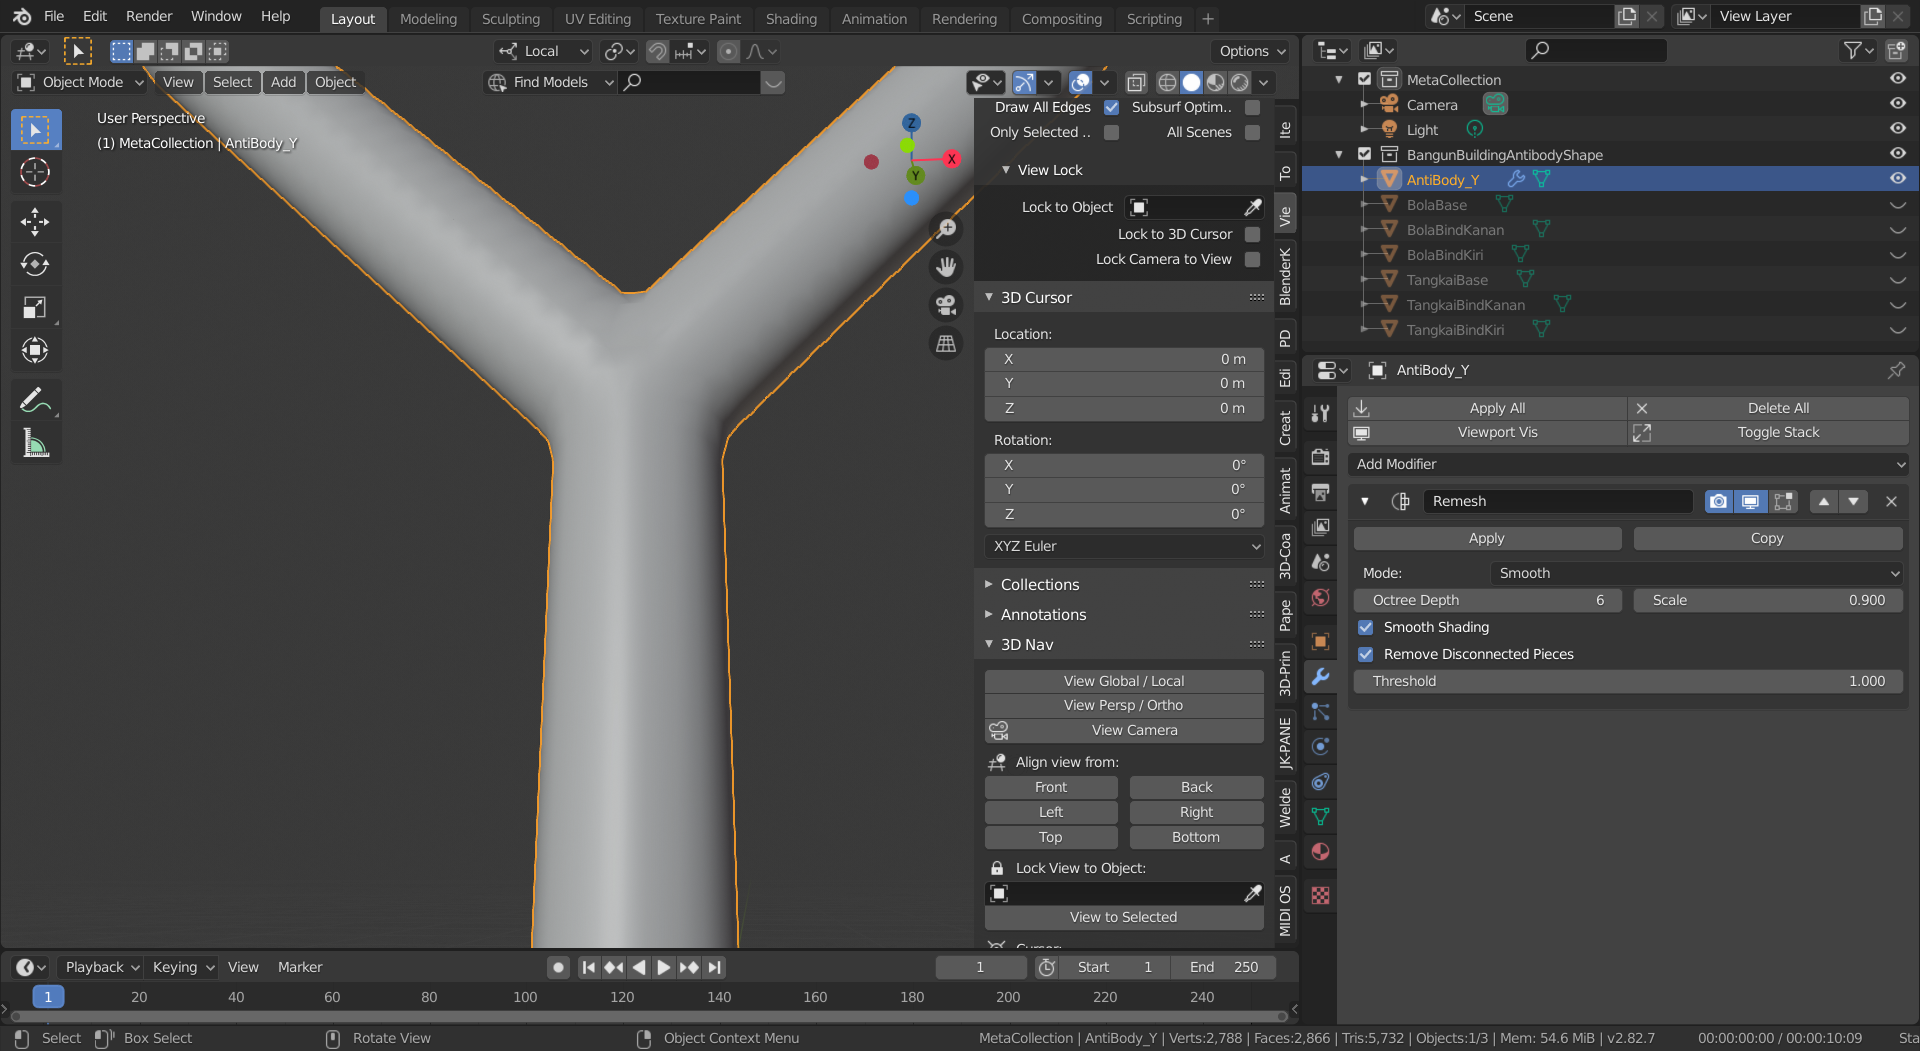 File Edit Render Window Help Layout Modeling Sculpting UV Editing Texture Paint Shading Animation Rendering Compositing Scripting + Scene View Layer
Local Options
Object Mode View Select Add Object Find Models
User Perspective
(1) MetaCollection | AntiBody_Y
Z
X
Y
Draw All Edges Subsurf Optim..
Only Selected .. All Scenes
View Lock
Lock to Object
Lock to 3D Cursor
Lock Camera to View
3D Cursor
Location:
X 0 m
Y 0 m
Z 0 m
Rotation:
X 0°
Y 0°
Z 0°
XYZ Euler
Collections
Annotations
3D Nav
View Global / Local
View Persp / Ortho
View Camera
Align view from:
Front Back
Left Right
Top Bottom
Lock View to Object:
View to Selected
Cursor:
Ite
To
Vie
BlenderK
PD
Edi
Creat
Animat
3D-Coa
Pape
3D-Prin
JK-PANE
Welde
A
MIDI OS
MetaCollection
Camera
Light
BangunBuildingAntibodyShape
AntiBody_Y
BolaBase
BolaBindKanan
BolaBindKiri
TangkaiBase
TangkaiBindKanan
TangkaiBindKiri
AntiBody_Y
Apply All Delete All
Viewport Vis Toggle Stack
Add Modifier
Remesh
Apply Copy
Mode: Smooth
Octree Depth 6 Scale 0.900
Smooth Shading
Remove Disconnected Pieces
Threshold 1.000
Playback Keying View Marker 1 Start 1 End 250
1 20 40 60 80 100 120 140 160 180 200 220 240
Select Box Select Rotate View Object Context Menu MetaCollection | AntiBody_Y | Verts:2,788 | Faces:2,866 | Tris:5,732 | Objects:1/3 | Mem: 54.6 MiB | v2.82.7 00:00:00:00 / 00:00:10:09 Sta